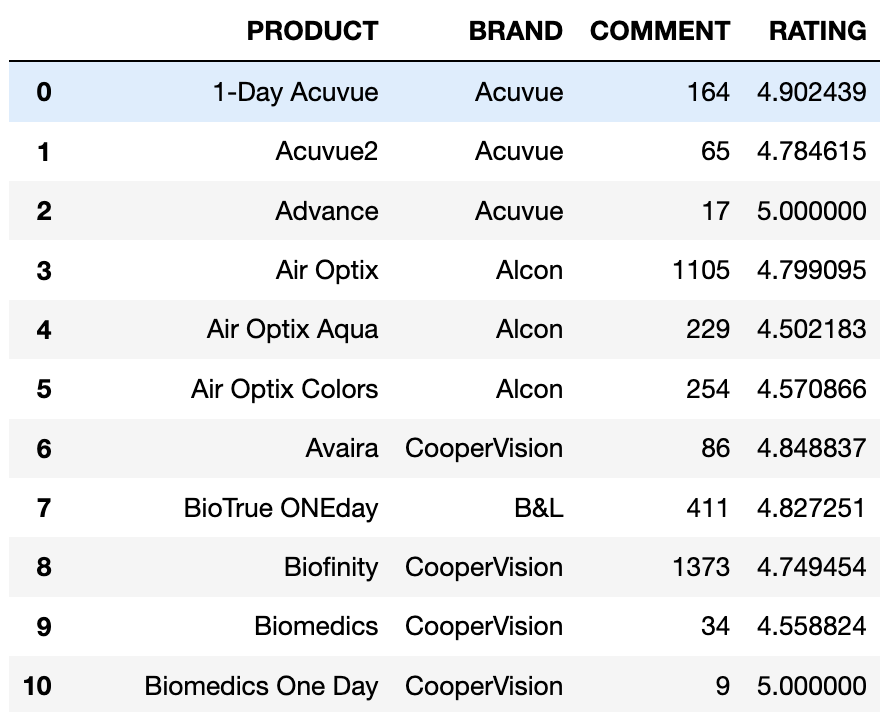 PRODUCT BRAND COMMENT RATING
0 1-Day Acuvue Acuvue 164 4.902439
1 Acuvue2 Acuvue 65 4.784615
2 Advance Acuvue 17 5.000000
3 Air Optix Alcon 1105 4.799095
4 Air Optix Aqua Alcon 229 4.502183
5 Air Optix Colors Alcon 254 4.570866
6 Avaira CooperVision 86 4.848837
7 BioTrue ONEday B&L 411 4.827251
8 Biofinity CooperVision 1373 4.749454
9 Biomedics CooperVision 34 4.558824
10 Biomedics One Day CooperVision 9 5.000000